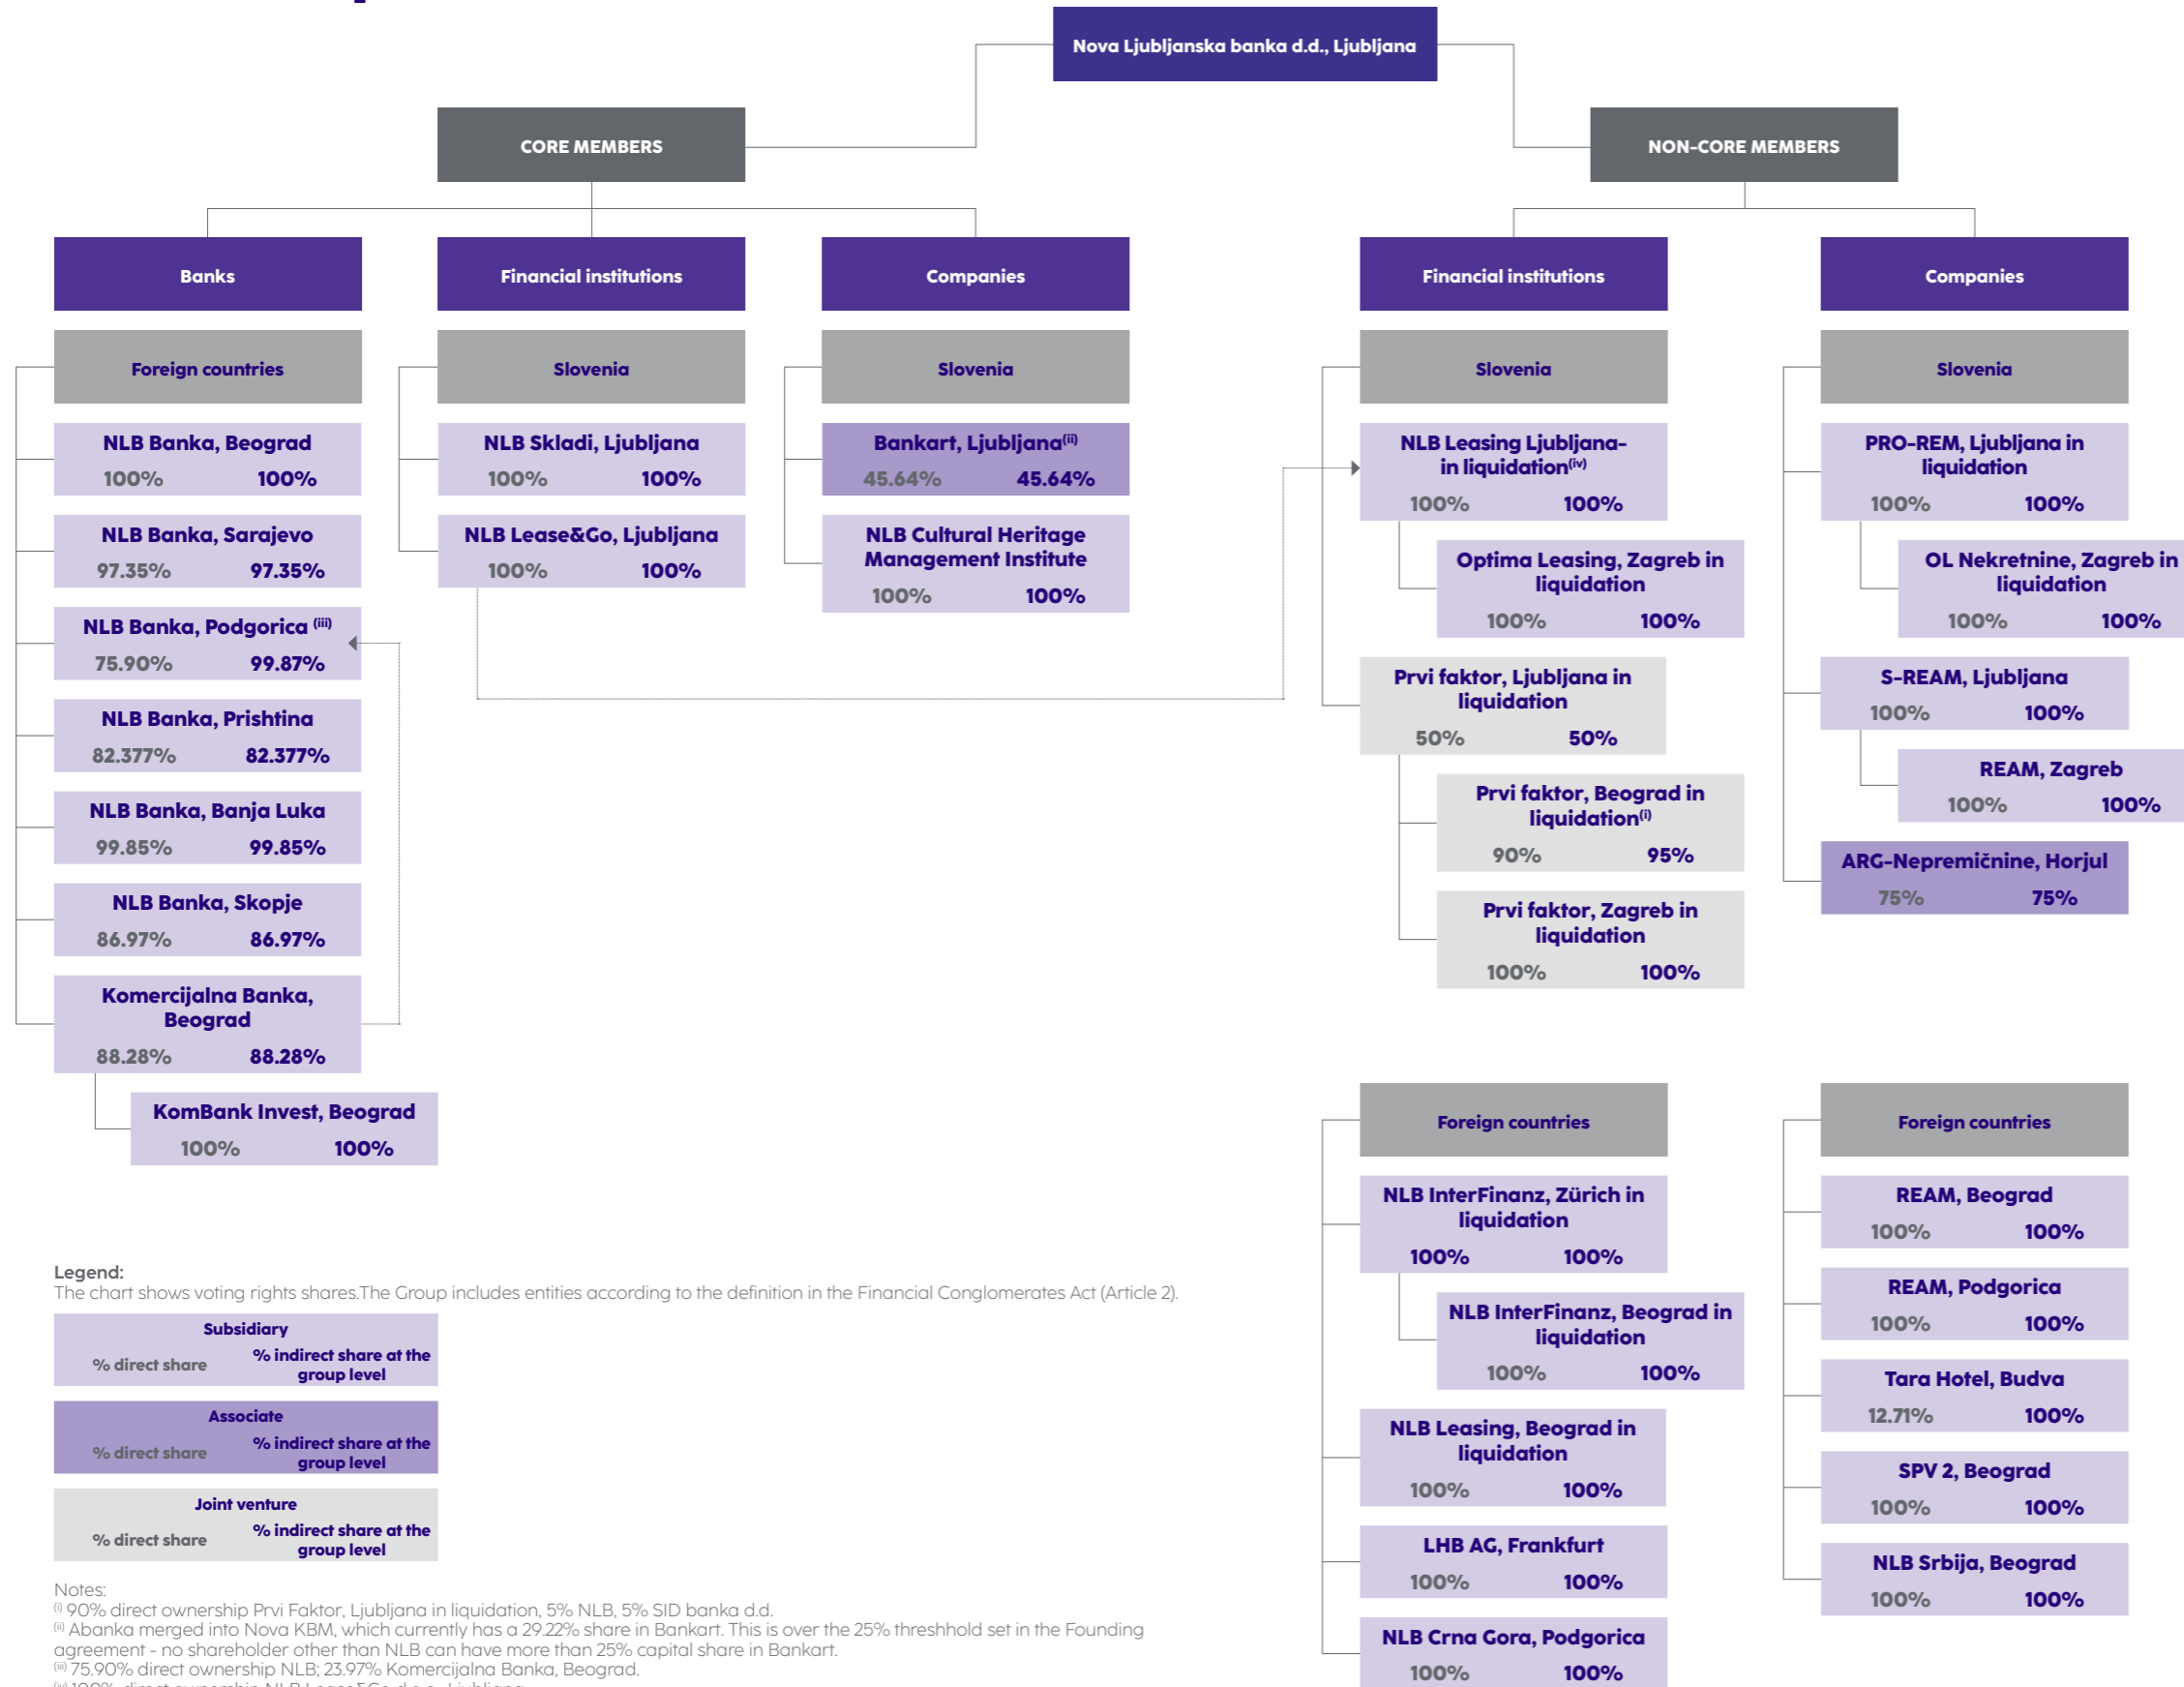 Nova Ljubljanska banka d.d., Ljubljana
CORE MEMBERS
NON-CORE MEMBERS
Banks
Foreign countries
NLB Banka, Beograd
100% 100%
NLB Banka, Sarajevo
97.35% 97.35%
NLB Banka, Podgorica (iii)
75.90% 99.87%
NLB Banka, Prishtina
82.377% 82.377%
NLB Banka, Banja Luka
99.85% 99.85%
NLB Banka, Skopje
86.97% 86.97%
Komercijalna Banka,
Beograd
88.28% 88.28%
KomBank Invest, Beograd
100% 100%
Financial institutions
Slovenia
NLB Skladi, Ljubljana
100% 100%
NLB Lease&Go, Ljubljana
100% 100%
Companies
Slovenia
Bankart, Ljubljana(ii)
45.64% 45.64%
NLB Cultural Heritage
Management Institute
100% 100%
Financial institutions
Slovenia
NLB Leasing Ljubljana-
in liquidation(iv)
100% 100%
Optima Leasing, Zagreb in
liquidation
100% 100%
Prvi faktor, Ljubljana in
liquidation
50% 50%
Prvi faktor, Beograd in
liquidation(i)
90% 95%
Prvi faktor, Zagreb in
liquidation
100% 100%
Foreign countries
NLB InterFinanz, Zürich in
liquidation
100% 100%
NLB InterFinanz, Beograd in
liquidation
100% 100%
NLB Leasing, Beograd in
liquidation
100% 100%
LHB AG, Frankfurt
100% 100%
NLB Crna Gora, Podgorica
100% 100%
Companies
Slovenia
PRO-REM, Ljubljana in
liquidation
100% 100%
OL Nekretnine, Zagreb in
liquidation
100% 100%
S-REAM, Ljubljana
100% 100%
REAM, Zagreb
100% 100%
ARG-Nepremičnine, Horjul
75% 75%
Foreign countries
REAM, Beograd
100% 100%
REAM, Podgorica
100% 100%
Tara Hotel, Budva
12.71% 100%
SPV 2, Beograd
100% 100%
NLB Srbija, Beograd
100% 100%
Legend:
The chart shows voting rights shares.The Group includes entities according to the definition in the Financial Conglomerates Act (Article 2).
Subsidiary
% direct share % indirect share at the
group level
Associate
% direct share % indirect share at the
group level
Joint venture
% direct share % indirect share at the
group level
Notes:
(i) 90% direct ownership Prvi Faktor, Ljubljana in liquidation, 5% NLB, 5% SID banka d.d.
(ii) Abanka merged into Nova KBM, which currently has a 29.22% share in Bankart. This is over the 25% threshhold set in the Founding
agreement - no shareholder other than NLB can have more than 25% capital share in Bankart.
(iii) 75.90% direct ownership NLB; 23.97% Komercijalna Banka, Beograd.
(iv) 100% direct ownership NLB Lease&Go d.o.o., Ljubljana